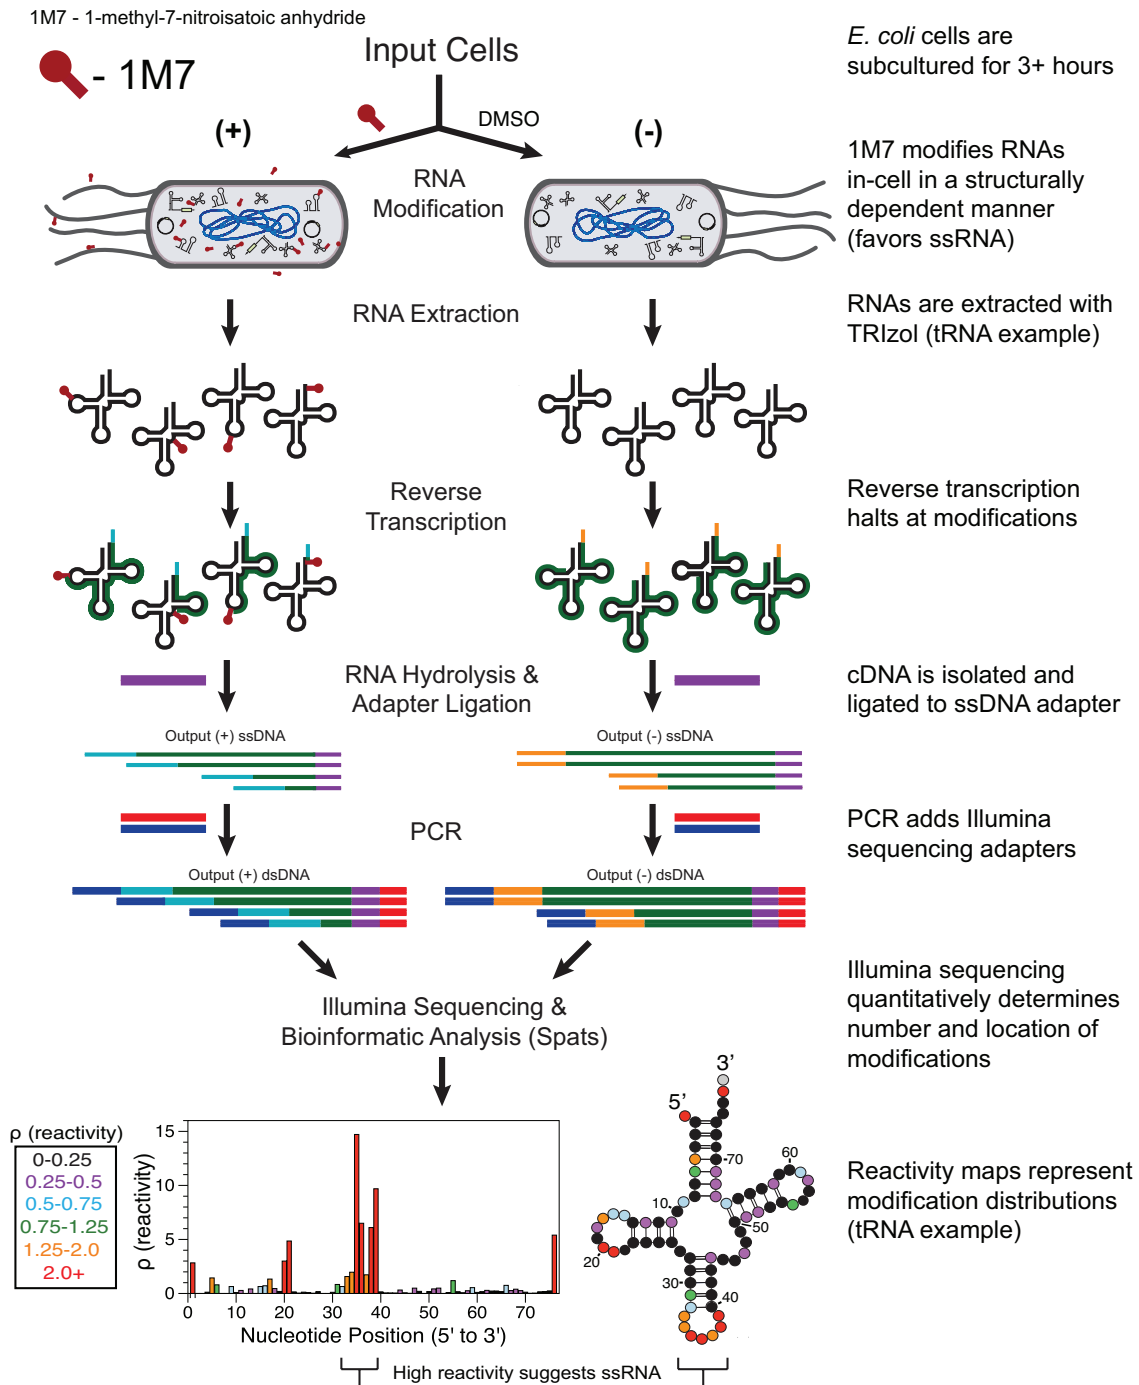 1M7 - 1-methyl-7-nitroisatoic anhydride
- 1M7
Input Cells
E. coli cells are
subcultured for 3+ hours
(+)
DMSO
(-)
RNA
Modification
1M7 modifies RNAs
in-cell in a structurally
dependent manner
(favors ssRNA)
RNA Extraction
RNAs are extracted with
TRIzol (tRNA example)
Reverse
Transcription
Reverse transcription
halts at modifications
RNA Hydrolysis &
Adapter Ligation
cDNA is isolated and
ligated to ssDNA adapter
Output (+) ssDNA
Output (-) ssDNA
PCR
PCR adds Illumina
sequencing adapters
Output (+) dsDNA
Output (-) dsDNA
Illumina Sequencing &
Bioinformatic Analysis (Spats)
Illumina sequencing
quantitatively determines
number and location of
modifications
ρ (reactivity)
0-0.25
0.25-0.5
0.5-0.75
0.75-1.25
1.25-2.0
2.0+
ρ (reactivity)
15
10
5
0
0 10 20 30 40 50 60 70
Nucleotide Position (5' to 3')
3’
5’
70
60
10
50
20
30
40
Reactivity maps represent
modification distributions
(tRNA example)
High reactivity suggests ssRNA